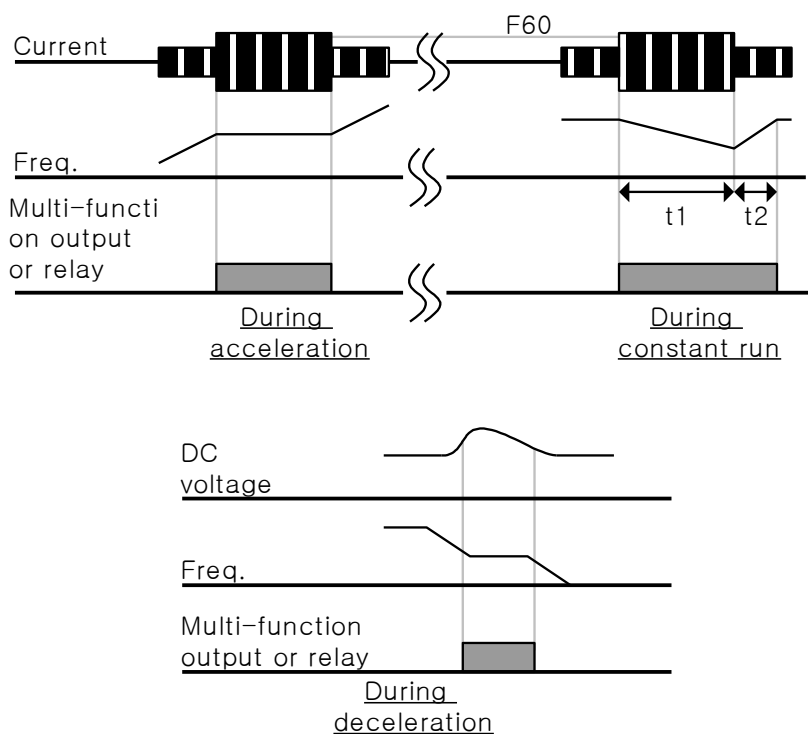 F60
Current
Freq.
t1 t2
Multi-functi
on output
or relay
During
acceleration
During
constant run
DC
voltage
Freq.
Multi-function
output or relay
During
deceleration